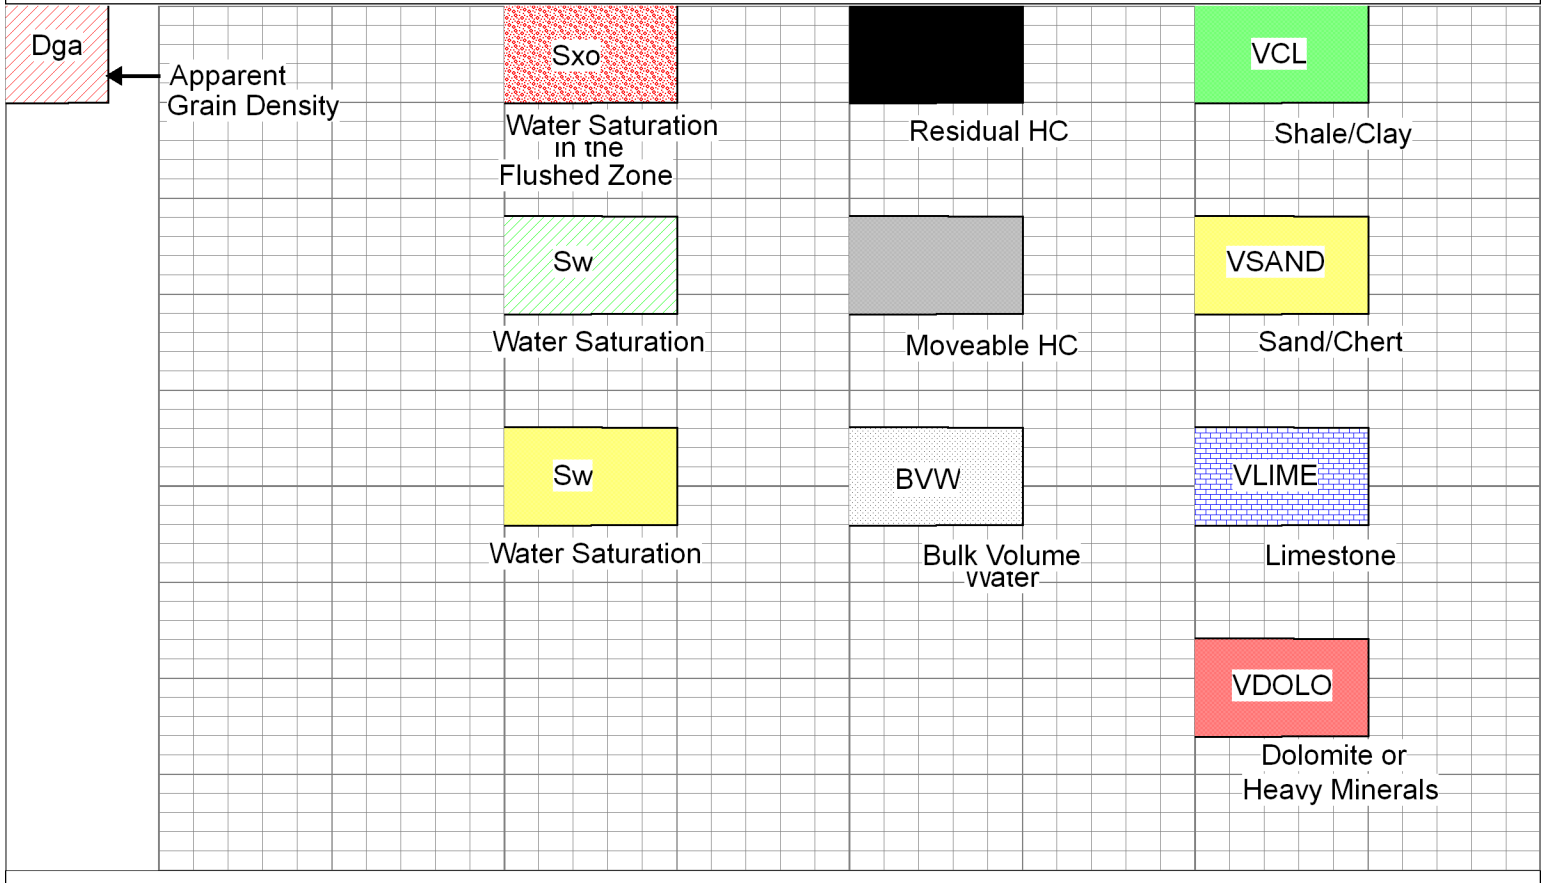 Dga
Apparent
Grain Density
Sxo
Water Saturation
in the
Flushed Zone
Residual HC
VCL
Shale/Clay
Sw
Water Saturation
Moveable HC
VSAND
Sand/Chert
Sw
Water Saturation
BVW
Bulk Volume
Water
VLIME
Limestone
VDOLO
Dolomite or
Heavy Minerals